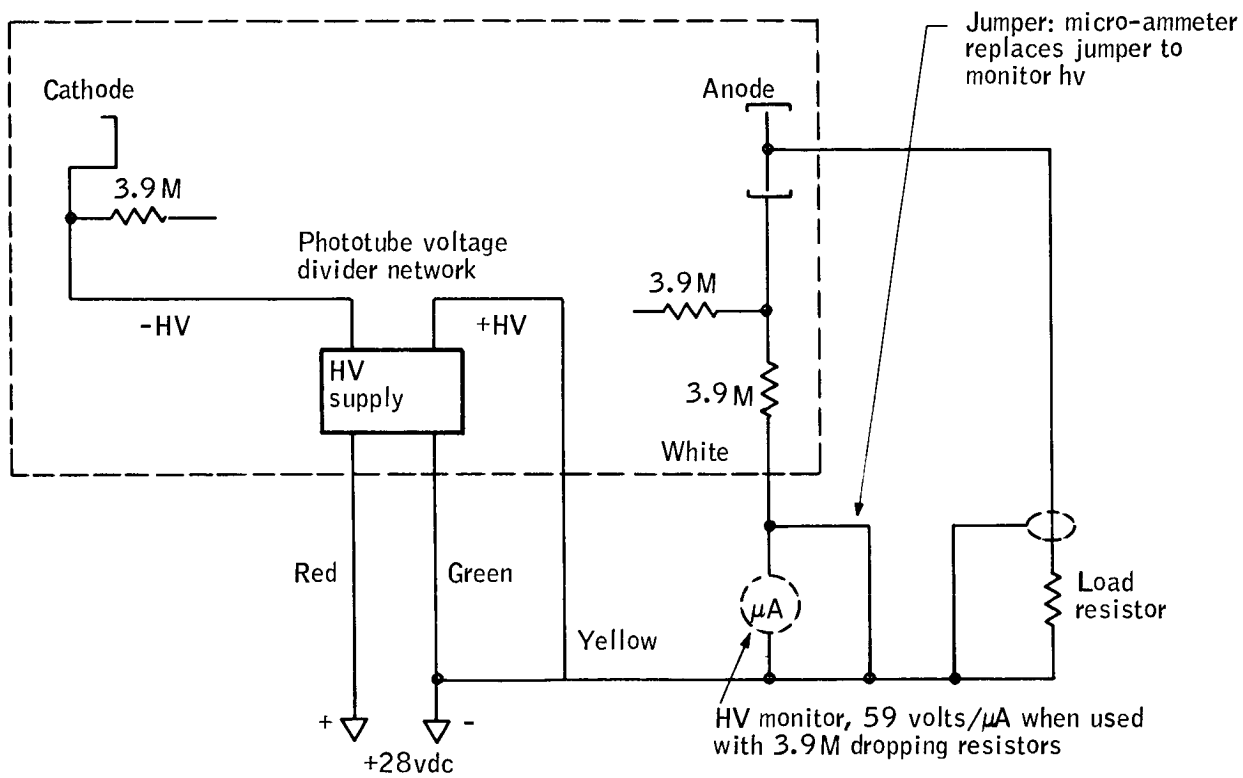 Jumper: micro-ammeter
replaces jumper to
monitor hv
Cathode
Anode
3.9M
Phototube voltage
divider network
3.9M
-HV
+HV
HV
supply
3.9M
White
Red
Green
μA
Load
resistor
Yellow
+
-
+28vdc
HV monitor, 59 volts/μA when used
with 3.9M dropping resistors